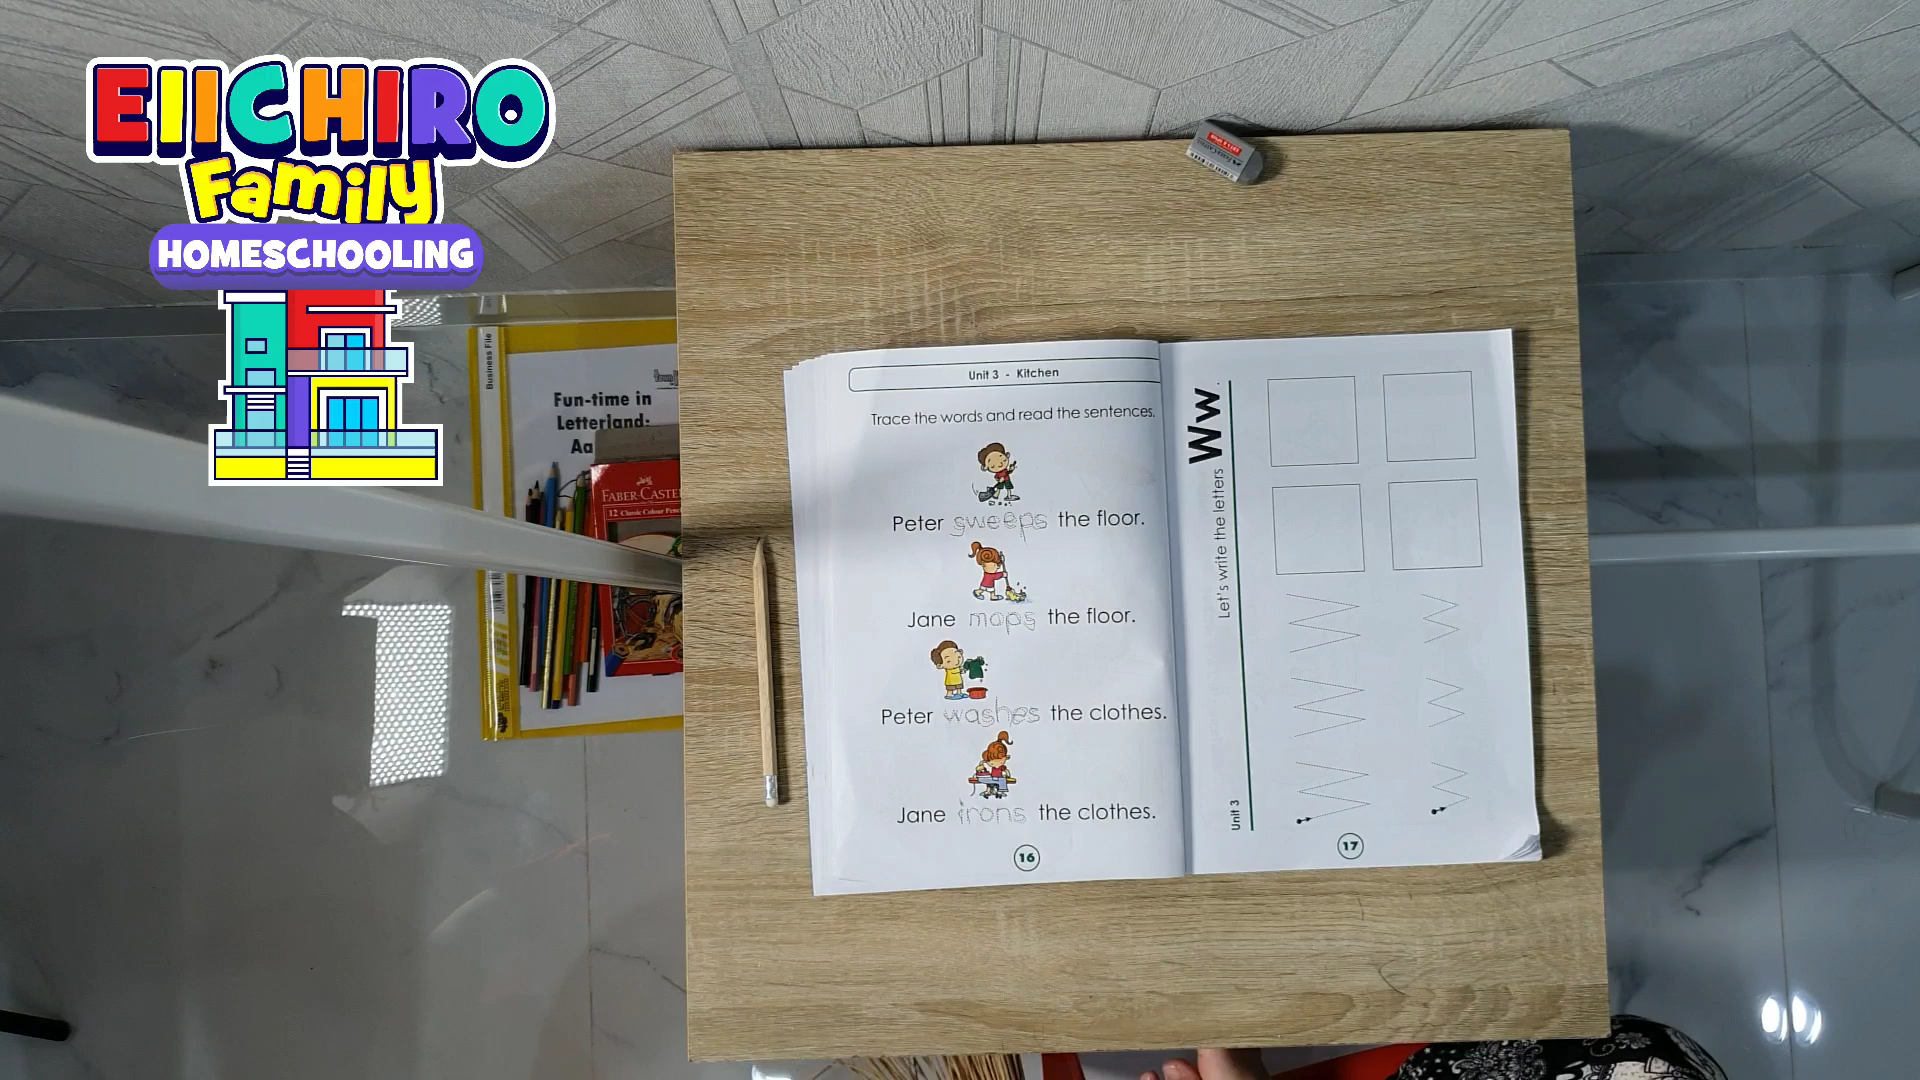 EIICHIRO
Family
HOMESCHOOLING
Business File
Fun-time in
Letterland:
Aa
FABER-CASTE
12 Classic Colour Penc
Unit 3 - Kitchen
Trace the words and read the sentences.
Peter sweeps the floor.
Jane mops the floor.
Peter washes the clothes.
Jane irons the clothes.
16
Unit 3
Let's write the letters Ww.
17